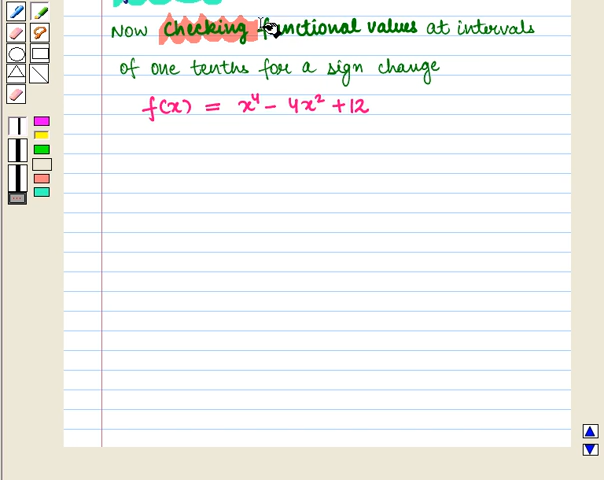 Now checking functional values at intervals
of one tenths for a sign change
f(x) = x⁴ - 4x² + 12